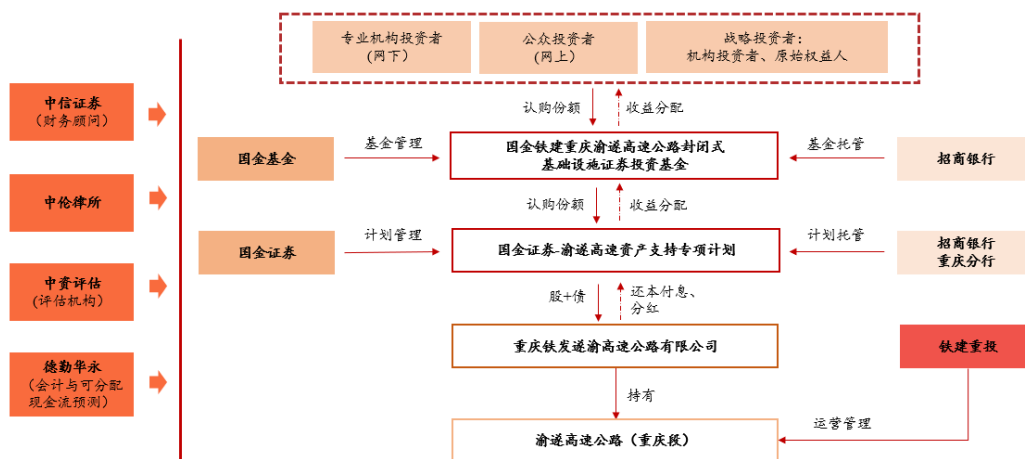 专业机构投资者
(网下)
公众投资者
(网上)
战略投资者：
机构投资者、原始权益人
中信证券
（财务顾问）
认购份额
收益分配
国金基金
基金管理
国金铁建重庆渝遂高速公路封闭式
基础设施证券投资基金
基金托管
招商银行
中伦律所
认购份额
收益分配
国金证券
计划管理
国金证券-渝遂高速资产支持专项计划
计划托管
招商银行
重庆分行
中资评估
(评估机构）
股+债
还本付息、
分红
重庆铁发遂渝高速公路有限公司
铁建重投
德勤华永
（会计与可分配
现金流预测）
持有
渝遂高速公路（重庆段）
运营管理